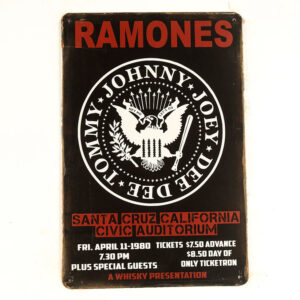 RAMONES
JOHNNY JOEY DEE DEE TOMMY
SANTA CRUZ CALIFORNIA
CIVIC AUDITORIUM
FRI. APRIL 11-1980 TICKETS $7.50 ADVANCE
7.30 PM $8.50 DAY OF
PLUS SPECIAL GUESTS ONLY TICKETRON
A WHISKY PRESENTATION